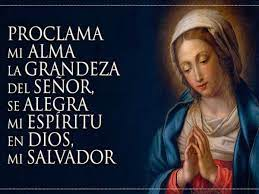 PROCLAMA
MI ALMA
LA GRANDEZA
DEL SEÑOR,
SE ALEGRA
MI ESPÍRITU
EN DIOS,
MI SALVADOR